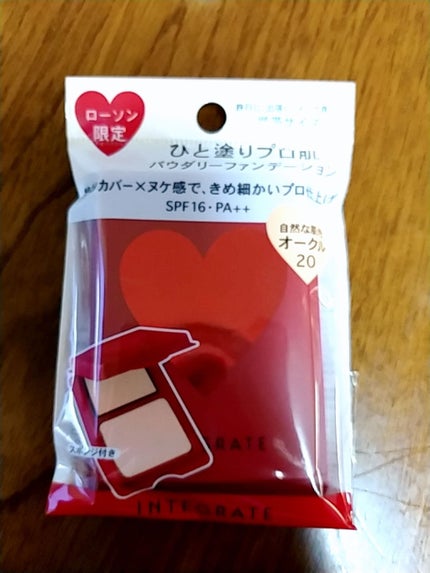 ローソン
限定
ひと塗りプロ肌
パウダリーファンデーション
カバー×ヌケ感で、きめ細かいプロ仕上げ
SPF16・PA++
自然な
オークル
20
スポンジ付き
INTEGRATE
INTEGRATE